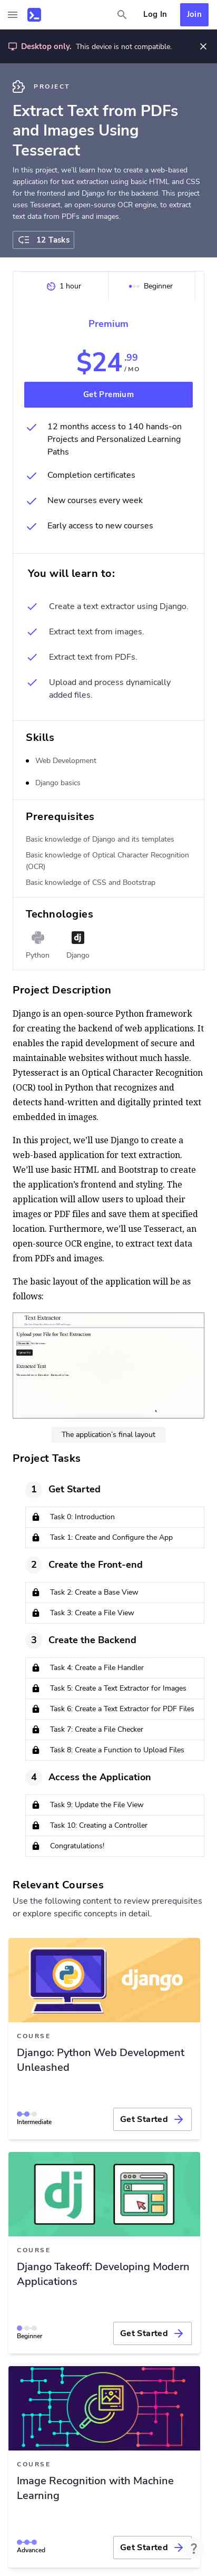 Log In
Join
Desktop only. This device is not compatible.
PROJECT
Extract Text from PDFs
and Images Using
Tesseract
In this project, we’ll learn how to create a web-based
application for text extraction using basic HTML and CSS
for the frontend and Django for the backend. This project
uses Tesseract, an open-source OCR engine, to extract
text data from PDFs and images.
12 Tasks
1 hour
Beginner
Premium
$24.99
/ MO
Get Premium
12 months access to 140 hands-on
Projects and Personalized Learning
Paths
Completion certificates
New courses every week
Early access to new courses
You will learn to:
Create a text extractor using Django.
Extract text from images.
Extract text from PDFs.
Upload and process dynamically
added files.
Skills
Web Development
Django basics
Prerequisites
Basic knowledge of Django and its templates
Basic knowledge of Optical Character Recognition
(OCR)
Basic knowledge of CSS and Bootstrap
Technologies
dj
Python
Django
Project Description
Django is an open-source Python framework
for creating the backend of web applications. It
enables the rapid development of secure and
maintainable websites without much hassle.
Pytesseract is an Optical Character Recognition
(OCR) tool in Python that recognizes and
detects hand-written and digitally printed text
embedded in images.
In this project, we’ll use Django to create a
web-based application for text extraction.
We’ll use basic HTML and Bootstrap to create
the application’s frontend and styling. The
application will allow users to upload their
images or PDF files and save them at specified
location. Furthermore, we’ll use Tesseract, an
open-source OCR engine, to extract text data
from PDFs and images.
The basic layout of the application will be as
follows:
Text Extractor
Upload your File for Text Extraction
Extracted Text
The application’s final layout
Project Tasks
1 Get Started
Task 0: Introduction
Task 1: Create and Configure the App
2 Create the Front-end
Task 2: Create a Base View
Task 3: Create a File View
3 Create the Backend
Task 4: Create a File Handler
Task 5: Create a Text Extractor for Images
Task 6: Create a Text Extractor for PDF Files
Task 7: Create a File Checker
Task 8: Create a Function to Upload Files
4 Access the Application
Task 9: Update the File View
Task 10: Creating a Controller
Congratulations!
Relevant Courses
Use the following content to review prerequisites
or explore specific concepts in detail.
django
COURSE
Django: Python Web Development
Unleashed
Intermediate
Get Started
dj
COURSE
Django Takeoff: Developing Modern
Applications
Beginner
Get Started
COURSE
Image Recognition with Machine
Learning
Advanced
Get Started
?